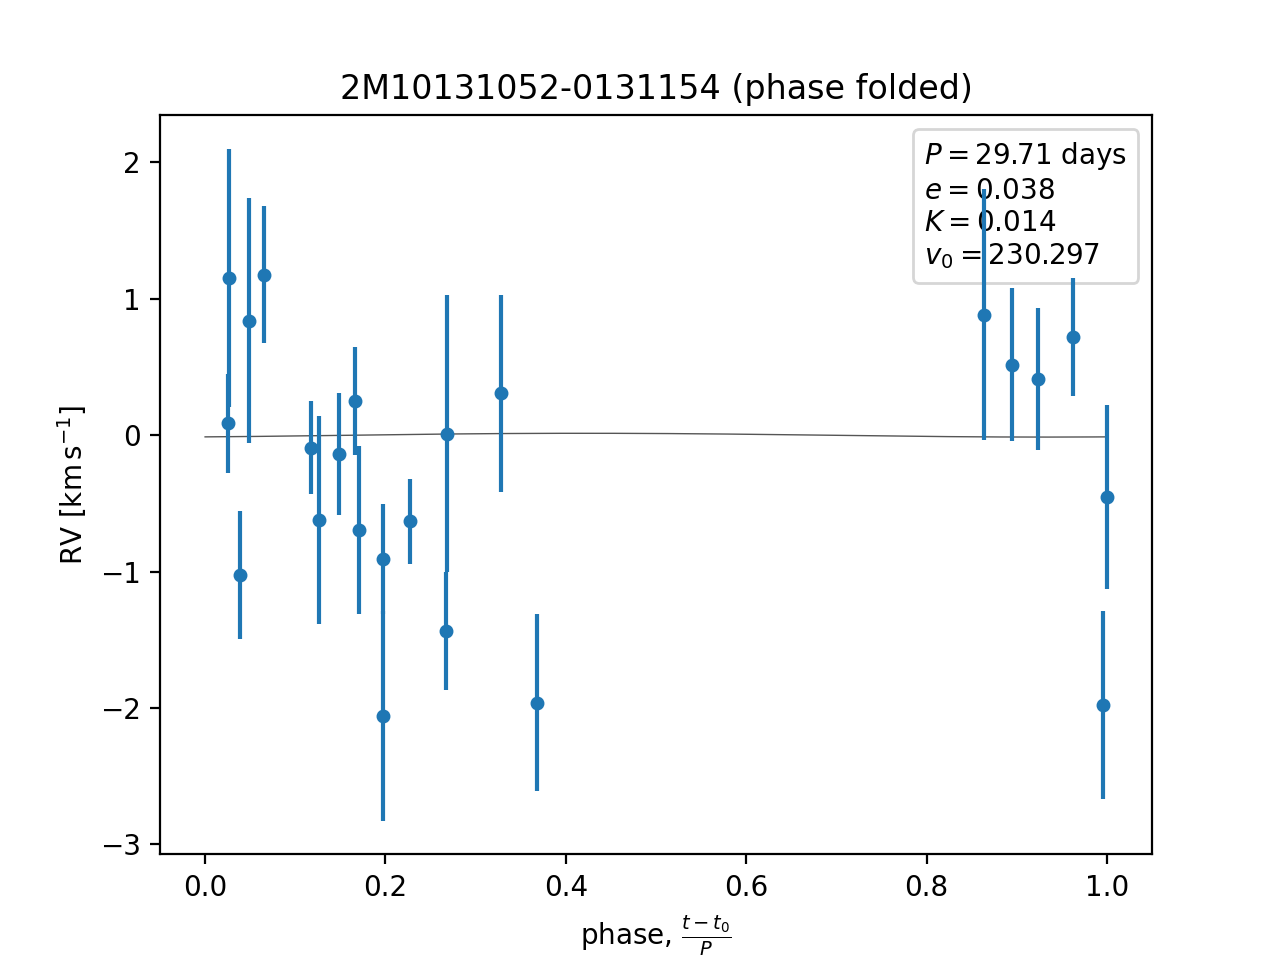 2M10131052-0131154 (phase folded)
P = 29.71 days
e = 0.038
K = 0.014
v₀ = 230.297
2
1
0
−1
−2
−3
RV [km s⁻¹]
0.0 0.2 0.4 0.6 0.8 1.0
phase, (t − t₀)/P